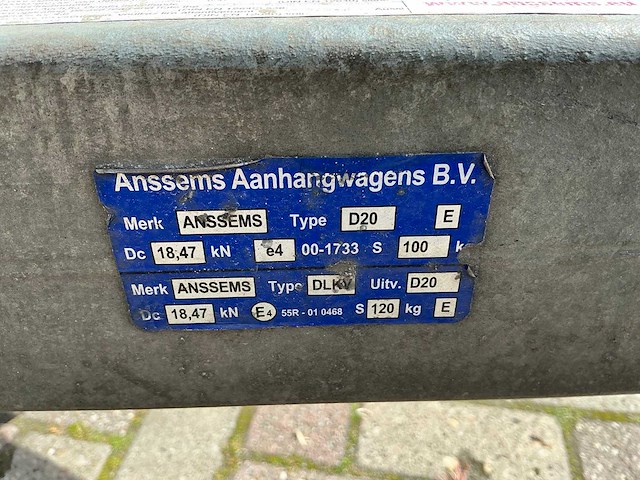 Anssems Aanhangwagens B.V.
Merk ANSSEMS Type D20 E
Dc 18,47 kN e4 00-1733 S 100 k
Merk ANSSEMS Type DLKV Uitv. D20
Dc 18,47 kN E4 55R - 01 0468 S 120 kg E